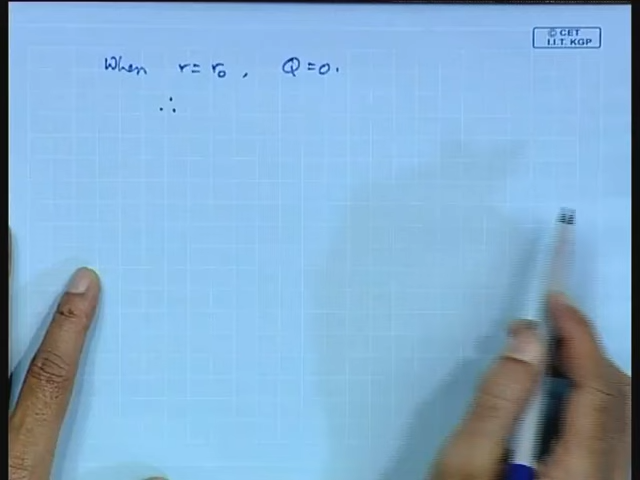 © CET
I.I.T. KGP
When r = r₀ , Q = 0.
∴